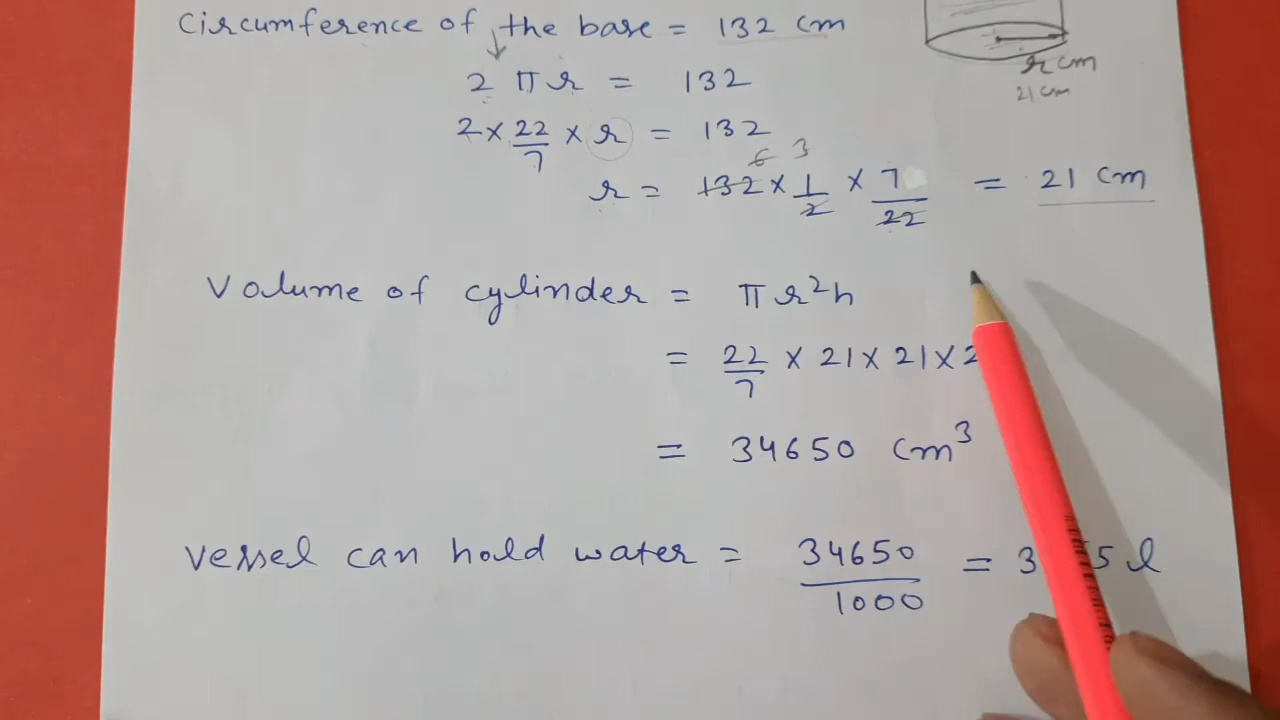 Circumference of the base = 132 cm
2 π r = 132
2 × 22/7 × r = 132
6 3
r = 132 × 1/2 × 7/22 = 21 cm
r cm
21 cm
Volume of cylinder = π r²h
= 22/7 × 21 × 21 × 2
= 34650 cm³
Vessel can hold water = 34650/1000 = 3 5 l